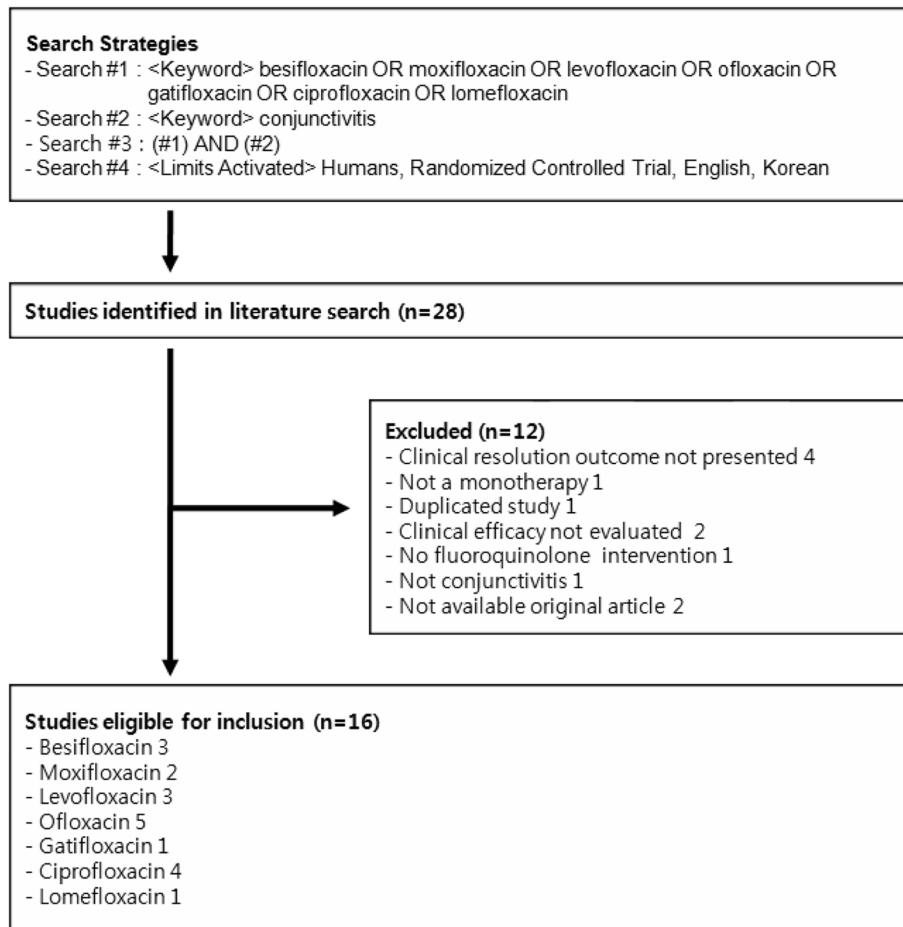 Search Strategies
- Search #1 : <Keyword> besifloxacin OR moxifloxacin OR levofloxacin OR ofloxacin OR
gatifloxacin OR ciprofloxacin OR lomefloxacin
- Search #2 : <Keyword> conjunctivitis
- Search #3 : (#1) AND (#2)
- Search #4 : <Limits Activated> Humans, Randomized Controlled Trial, English, Korean
Studies identified in literature search (n=28)
Excluded (n=12)
- Clinical resolution outcome not presented 4
- Not a monotherapy 1
- Duplicated study 1
- Clinical efficacy not evaluated 2
- No fluoroquinolone intervention 1
- Not conjunctivitis 1
- Not available original article 2
Studies eligible for inclusion (n=16)
- Besifloxacin 3
- Moxifloxacin 2
- Levofloxacin 3
- Ofloxacin 5
- Gatifloxacin 1
- Ciprofloxacin 4
- Lomefloxacin 1